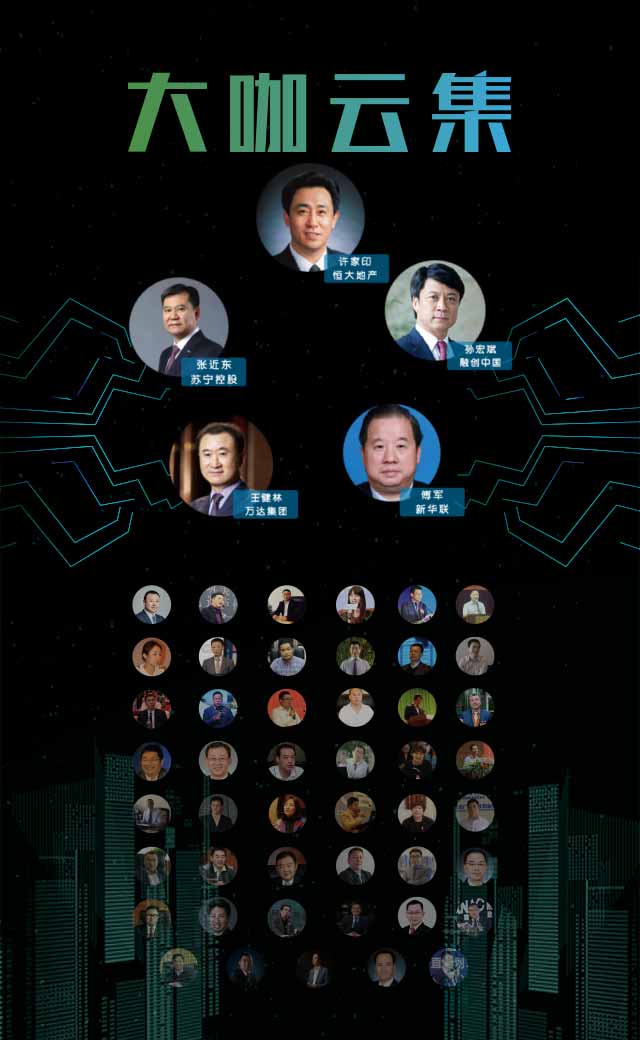 大咖云集
许家印
恒大地产
孙宏斌
融创中国
张近东
苏宁控股
王健林
万达集团
傅军
新华联